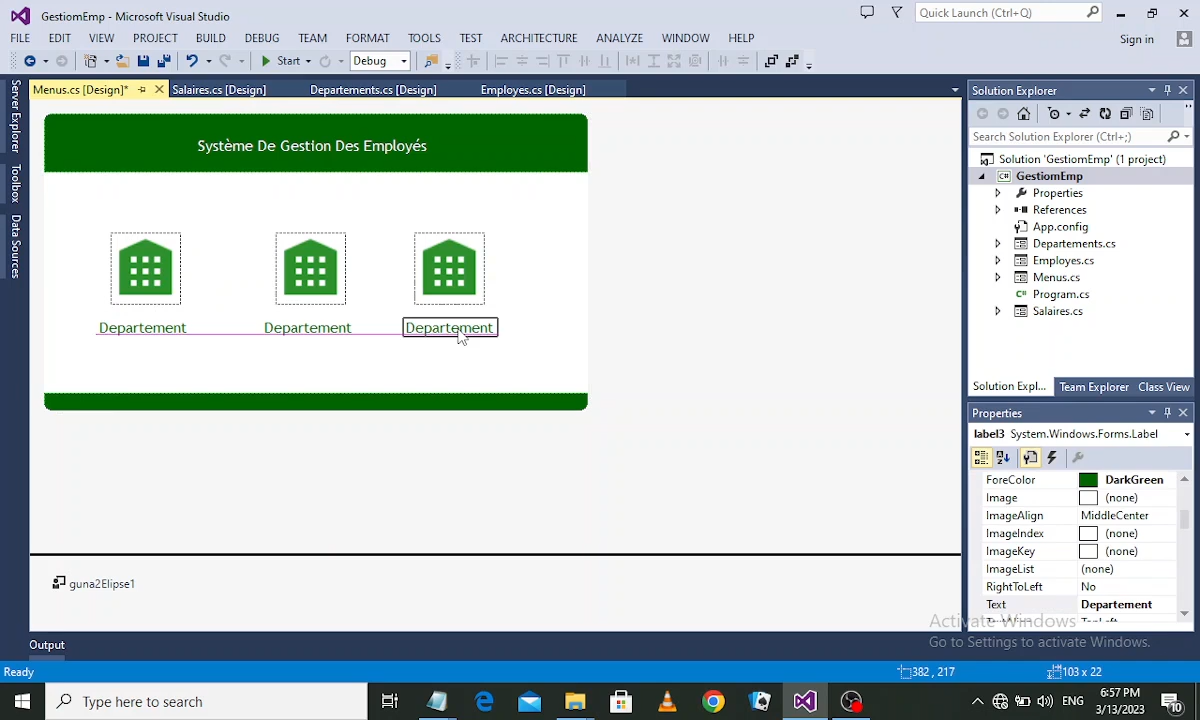 GestiomEmp - Microsoft Visual Studio
Quick Launch (Ctrl+Q)
FILE EDIT VIEW PROJECT BUILD DEBUG TEAM FORMAT TOOLS TEST ARCHITECTURE ANALYZE WINDOW HELP
Sign in
Start
Debug
Menus.cs [Design]*
Salaires.cs [Design]
Departements.cs [Design]
Employes.cs [Design]
Server Explorer
Toolbox
Data Sources
Système De Gestion Des Employés
Departement
Departement
Departement
guna2Elipse1
Solution Explorer
Search Solution Explorer (Ctrl+;)
Solution 'GestiomEmp' (1 project)
GestiomEmp
Properties
References
App.config
Departements.cs
Employes.cs
Menus.cs
Program.cs
Salaires.cs
Solution Expl...
Team Explorer
Class View
Properties
label3 System.Windows.Forms.Label
ForeColor DarkGreen
Image (none)
ImageAlign MiddleCenter
ImageIndex (none)
ImageKey (none)
ImageList (none)
RightToLeft No
Text Departement
Activate Windows
Go to Settings to activate Windows.
Output
Ready
382 , 217
103 x 22
Type here to search
ENG
6:57 PM
3/13/2023
10